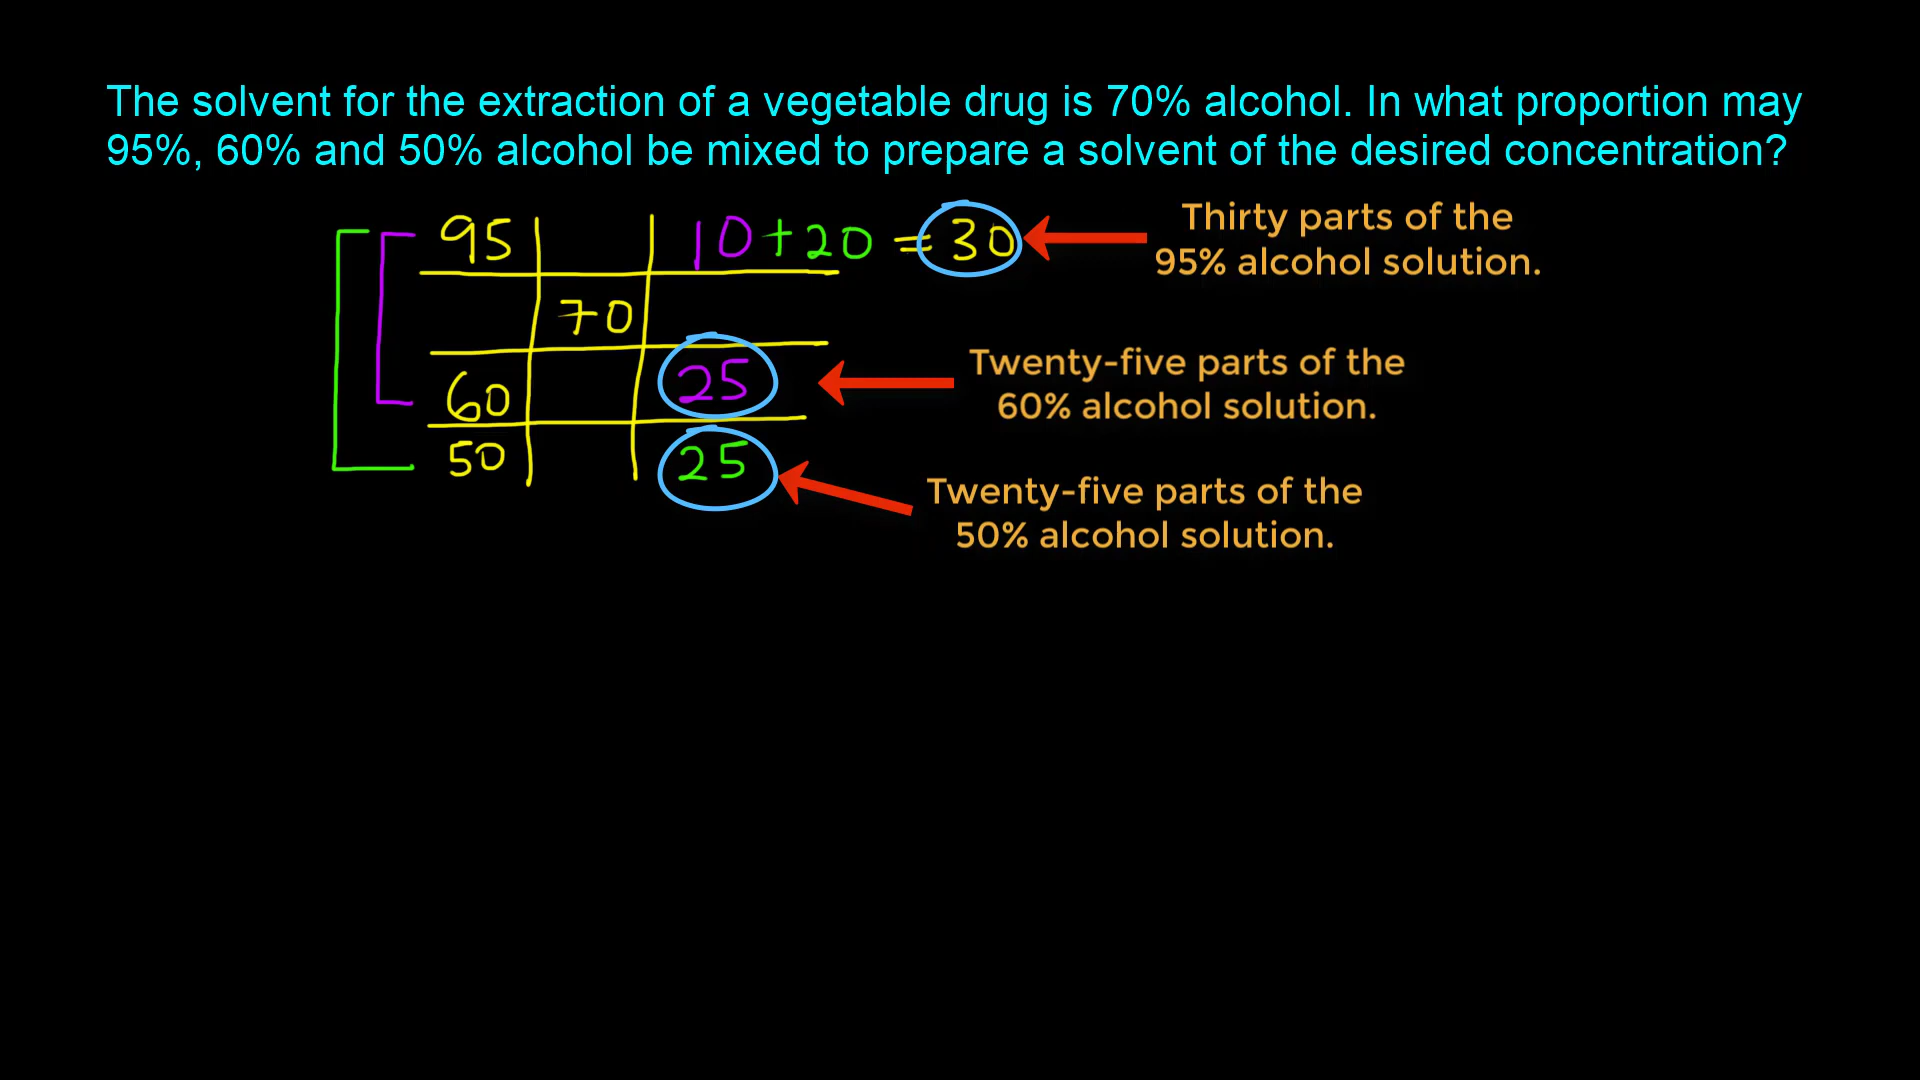 The solvent for the extraction of a vegetable drug is 70% alcohol. In what proportion may
95%, 60% and 50% alcohol be mixed to prepare a solvent of the desired concentration?
95 10+20 = 30
Thirty parts of the
95% alcohol solution.
70
60 25
Twenty-five parts of the
60% alcohol solution.
50 25
Twenty-five parts of the
50% alcohol solution.